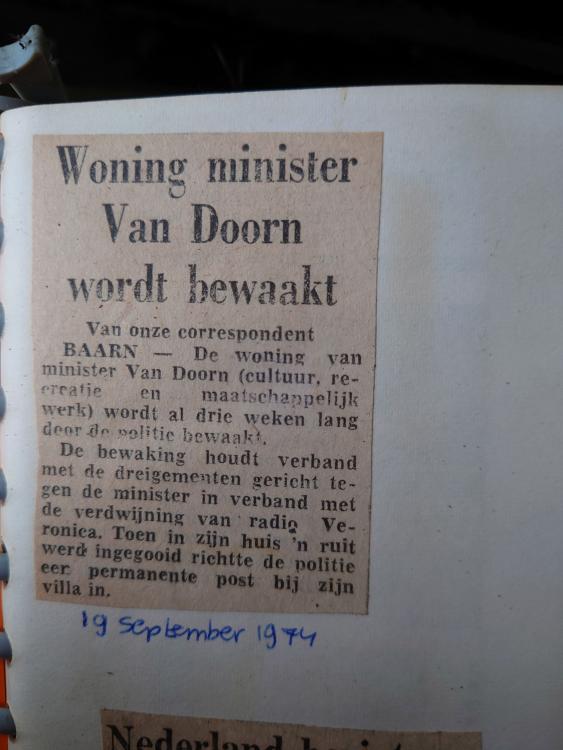 Woning minister
Van Doorn
wordt bewaakt
Van onze correspondent
BAARN — De woning van
minister Van Doorn (cultuur, re-
creatie en maatschappelijk
werk) wordt al drie weken lang
door de politie bewaakt.
De bewaking houdt verband
met de dreigementen gericht te-
gen de minister in verband met
de verdwijning van radio Ve-
ronica. Toen in zijn huis 'n ruit
werd ingegooid richtte de politie
een permanente post bij zijn
villa in.
19 september 1974
Nederland